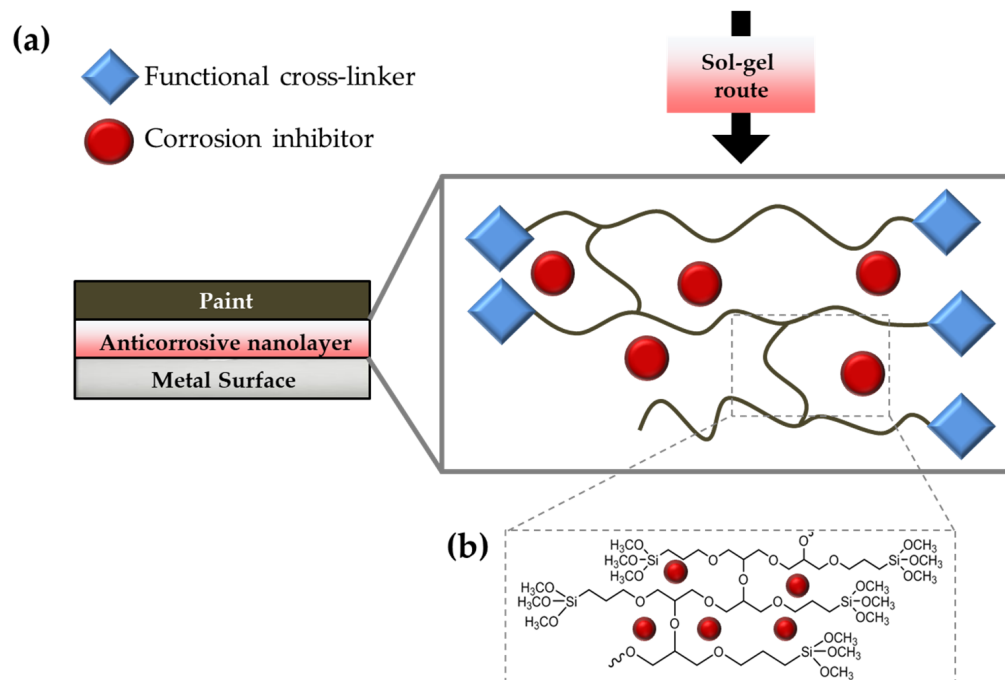 (a)
Functional cross-linker
Corrosion inhibitor
Sol-gel
route
Paint
Anticorrosive nanolayer
Metal Surface
(b)
H₃CO
H₃CO
H₃CO
Si
O
O
O
O
O
Si
OCH₃
OCH₃
OCH₃
H₃CO
H₃CO
H₃CO
Si
O
O
O
O
Si
OCH₃
OCH₃
OCH₃
O
O
O
Si
OCH₃
OCH₃
OCH₃